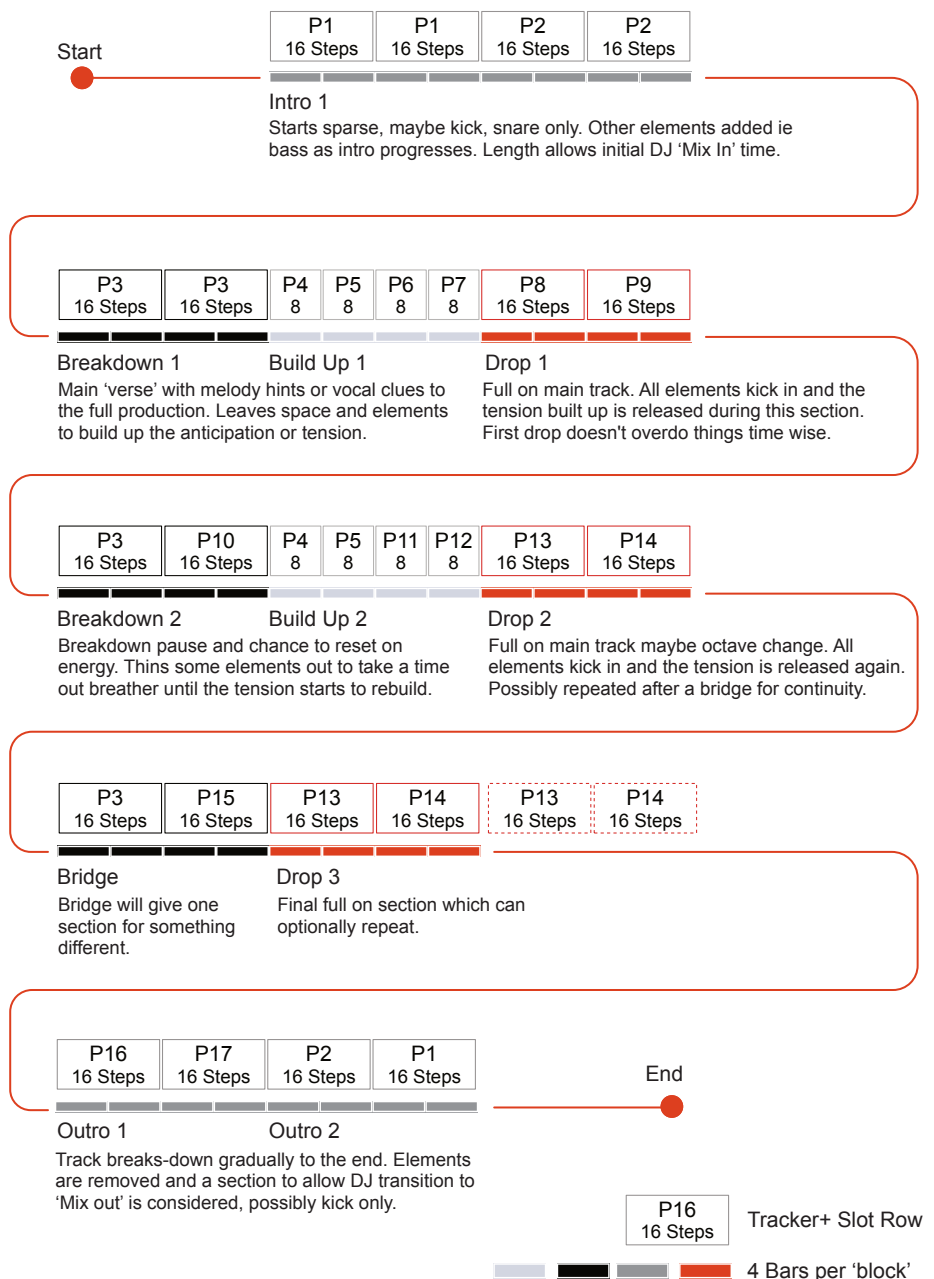 Start
P1 P1 P2 P2
16 Steps 16 Steps 16 Steps 16 Steps
Intro 1
Starts sparse, maybe kick, snare only. Other elements added ie
bass as intro progresses. Length allows initial DJ ‘Mix In’ time.
P3 P3 P4 P5 P6 P7 P8 P9
16 Steps 16 Steps 8 8 8 8 16 Steps 16 Steps
Breakdown 1
Main ‘verse’ with melody hints or vocal clues to
the full production. Leaves space and elements
to build up the anticipation or tension.
Build Up 1
Drop 1
Full on main track. All elements kick in and the
tension built up is released during this section.
First drop doesn't overdo things time wise.
P3 P10 P4 P5 P11 P12 P13 P14
16 Steps 16 Steps 8 8 8 8 16 Steps 16 Steps
Breakdown 2
Breakdown pause and chance to reset on
energy. Thins some elements out to take a time
out breather until the tension starts to rebuild.
Build Up 2
Drop 2
Full on main track maybe octave change. All
elements kick in and the tension is released again.
Possibly repeated after a bridge for continuity.
P3 P15 P13 P14 P13 P14
16 Steps 16 Steps 16 Steps 16 Steps 16 Steps 16 Steps
Bridge
Bridge will give one
section for something
different.
Drop 3
Final full on section which can
optionally repeat.
P16 P17 P2 P1
16 Steps 16 Steps 16 Steps 16 Steps
End
Outro 1
Outro 2
Track breaks-down gradually to the end. Elements
are removed and a section to allow DJ transition to
‘Mix out’ is considered, possibly kick only.
P16
16 Steps
Tracker+ Slot Row
4 Bars per ‘block’